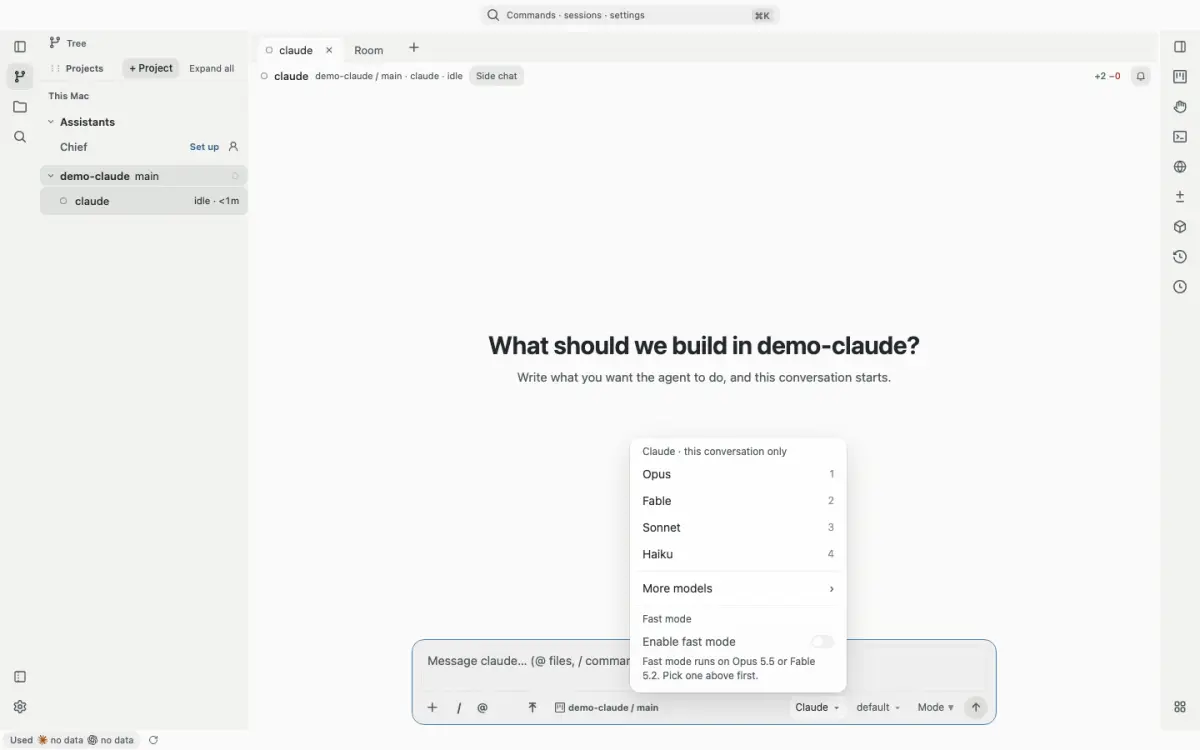 Commands · sessions · settings ⌘K
Tree
Projects + Project Expand all
This Mac
Assistants
Chief Set up
demo-claude main
claude idle · <1m
claude × Room +
claude demo-claude / main · claude · idle Side chat +2 −0
What should we build in demo-claude?
Write what you want the agent to do, and this conversation starts.
Claude · this conversation only
Opus 1
Fable 2
Sonnet 3
Haiku 4
More models ›
Fast mode
Enable fast mode
Fast mode runs on Opus 5.5 or Fable
5.2. Pick one above first.
Message claude... (@ files, / comman
+ / @ demo-claude / main Claude default Mode
Used no data no data